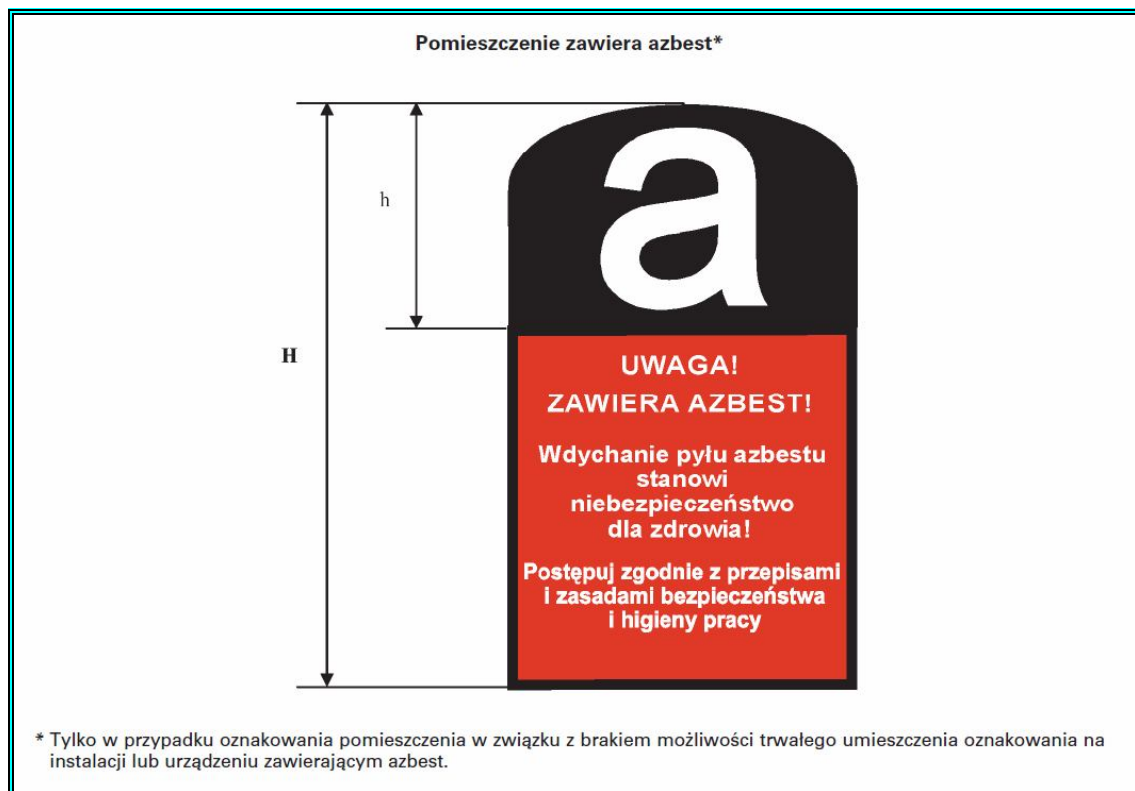 Pomieszczenie zawiera azbest*
a
h
H
UWAGA!
ZAWIERA AZBEST!
Wdychanie pyłu azbestu
stanowi
niebezpieczeństwo
dla zdrowia!
Postępuj zgodnie z przepisami
i zasadami bezpieczeństwa
i higieny pracy
* Tylko w przypadku oznakowania pomieszczenia w związku z brakiem możliwości trwałego umieszczenia oznakowania na
instalacji lub urządzeniu zawierającym azbest.